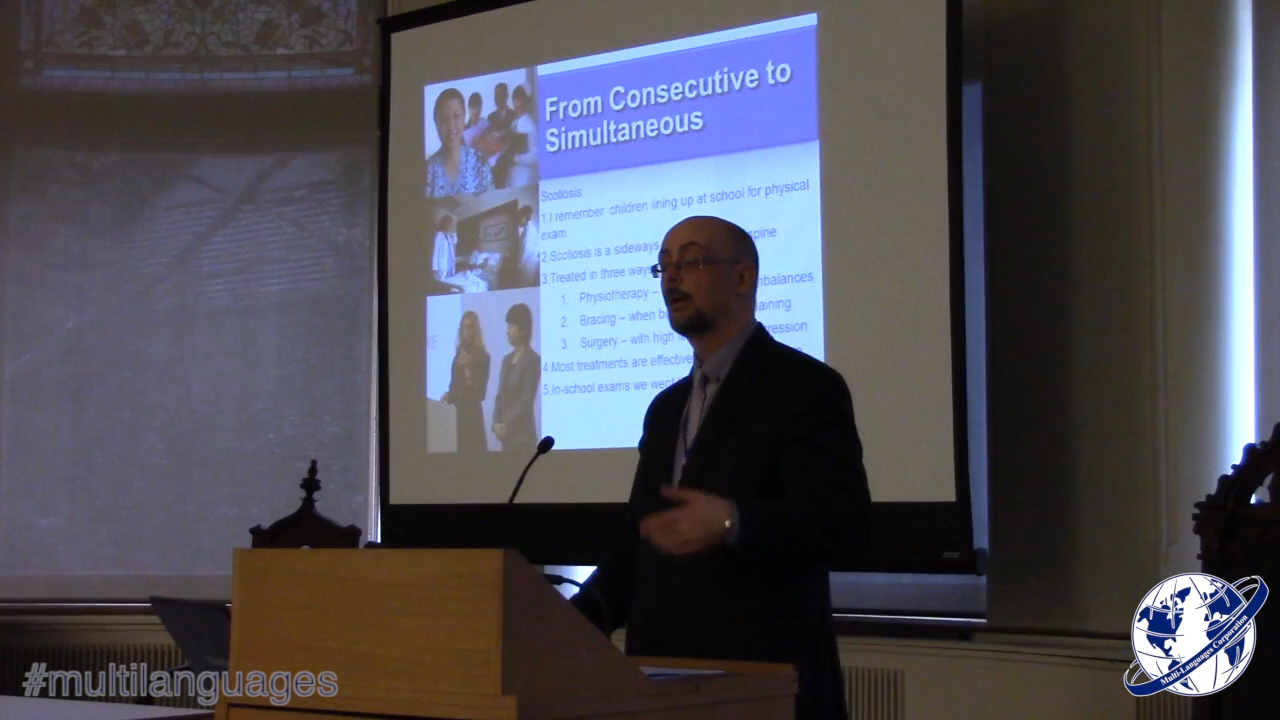 From Consecutive to
Simultaneous
Scoliosis
1.I remember: children lining up at school for physical
exam
2.Scoliosis is a sideways spine
3.Treated in three ways
1. Physiotherapy – mbalances
2. Bracing – when b aining
3. Surgery – with high ression
4.Most treatments are effective
5.In-school exams we went
#multilanguages
Multi-Languages Corporation